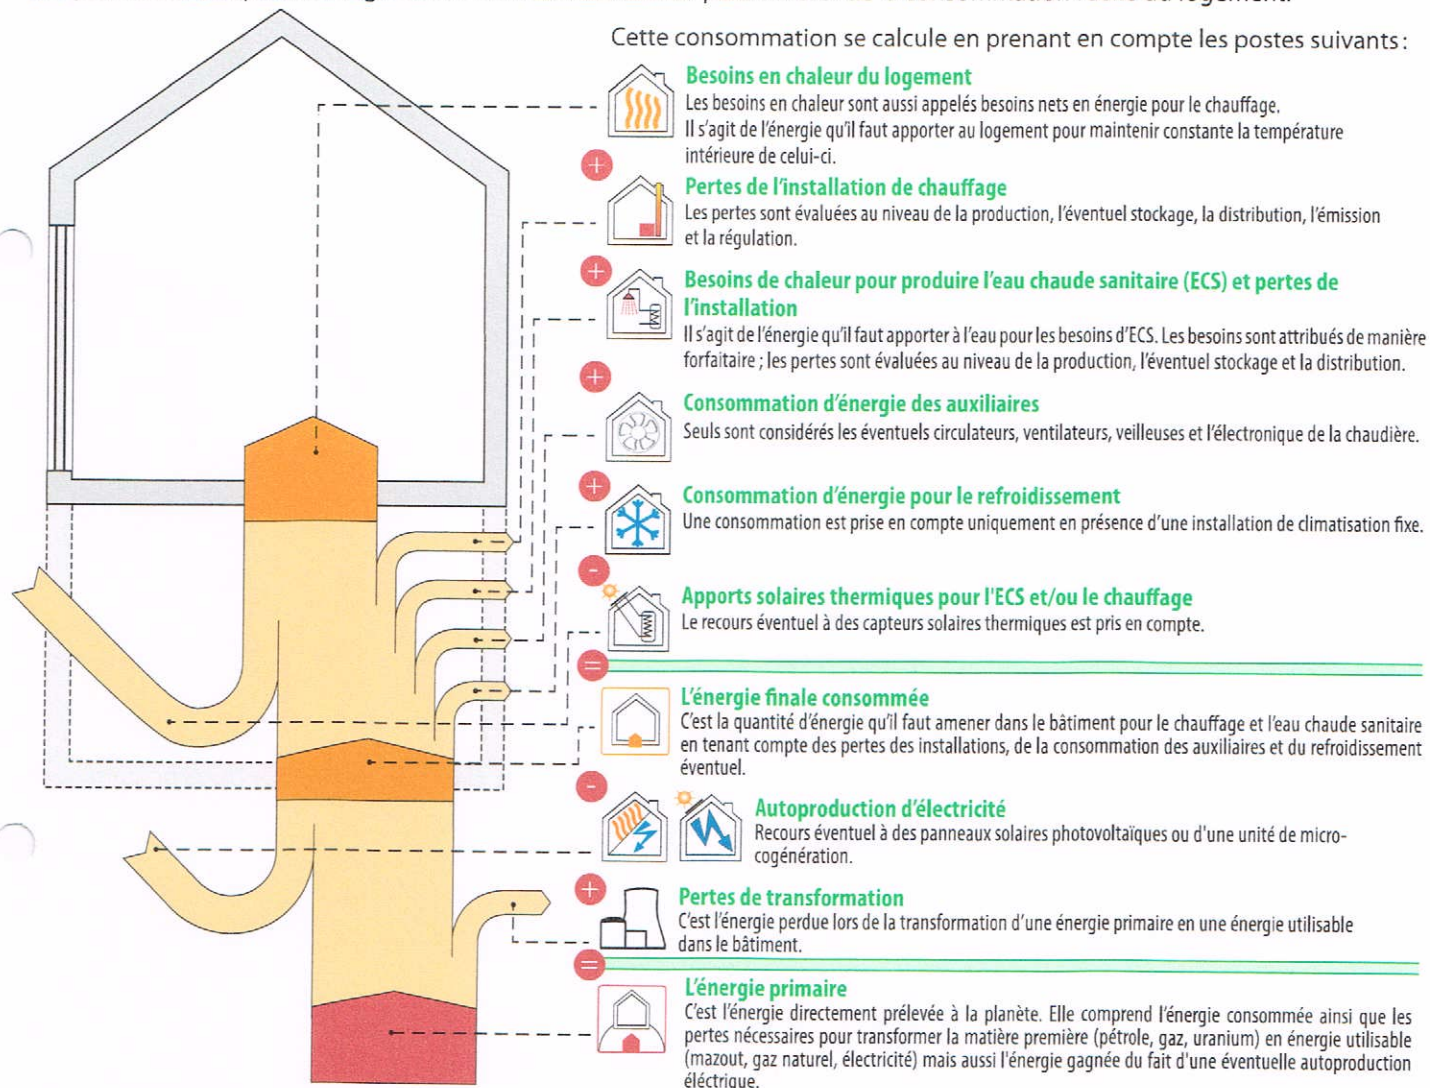 consommation réelle du logement.
Cette consommation se calcule en prenant en compte les postes suivants :
Besoins en chaleur du logement
Les besoins en chaleur sont aussi appelés besoins nets en énergie pour le chauffage.
Il s'agit de l'énergie qu'il faut apporter au logement pour maintenir constante la température
intérieure de celui-ci.
+
Pertes de l'installation de chauffage
Les pertes sont évaluées au niveau de la production, l'éventuel stockage, la distribution, l'émission
et la régulation.
+
Besoins de chaleur pour produire l'eau chaude sanitaire (ECS) et pertes de
l'installation
Il s'agit de l'énergie qu'il faut apporter à l'eau pour les besoins d'ECS. Les besoins sont attribués de manière
forfaitaire ; les pertes sont évaluées au niveau de la production, l'éventuel stockage et la distribution.
+
Consommation d'énergie des auxiliaires
Seuls sont considérés les éventuels circulateurs, ventilateurs, veilleuses et l'électronique de la chaudière.
+
Consommation d'énergie pour le refroidissement
Une consommation est prise en compte uniquement en présence d'une installation de climatisation fixe.
-
Apports solaires thermiques pour l'ECS et/ou le chauffage
Le recours éventuel à des capteurs solaires thermiques est pris en compte.
=
L'énergie finale consommée
C'est la quantité d'énergie qu'il faut amener dans le bâtiment pour le chauffage et l'eau chaude sanitaire
en tenant compte des pertes des installations, de la consommation des auxiliaires et du refroidissement
éventuel.
-
Autoproduction d'électricité
Recours éventuel à des panneaux solaires photovoltaïques ou d'une unité de micro-
cogénération.
+
Pertes de transformation
C'est l'énergie perdue lors de la transformation d'une énergie primaire en une énergie utilisable
dans le bâtiment.
=
L'énergie primaire
C'est l'énergie directement prélevée à la planète. Elle comprend l'énergie consommée ainsi que les
pertes nécessaires pour transformer la matière première (pétrole, gaz, uranium) en énergie utilisable
(mazout, gaz naturel, électricité) mais aussi l'énergie gagnée du fait d'une éventuelle autoproduction
éléctrique.